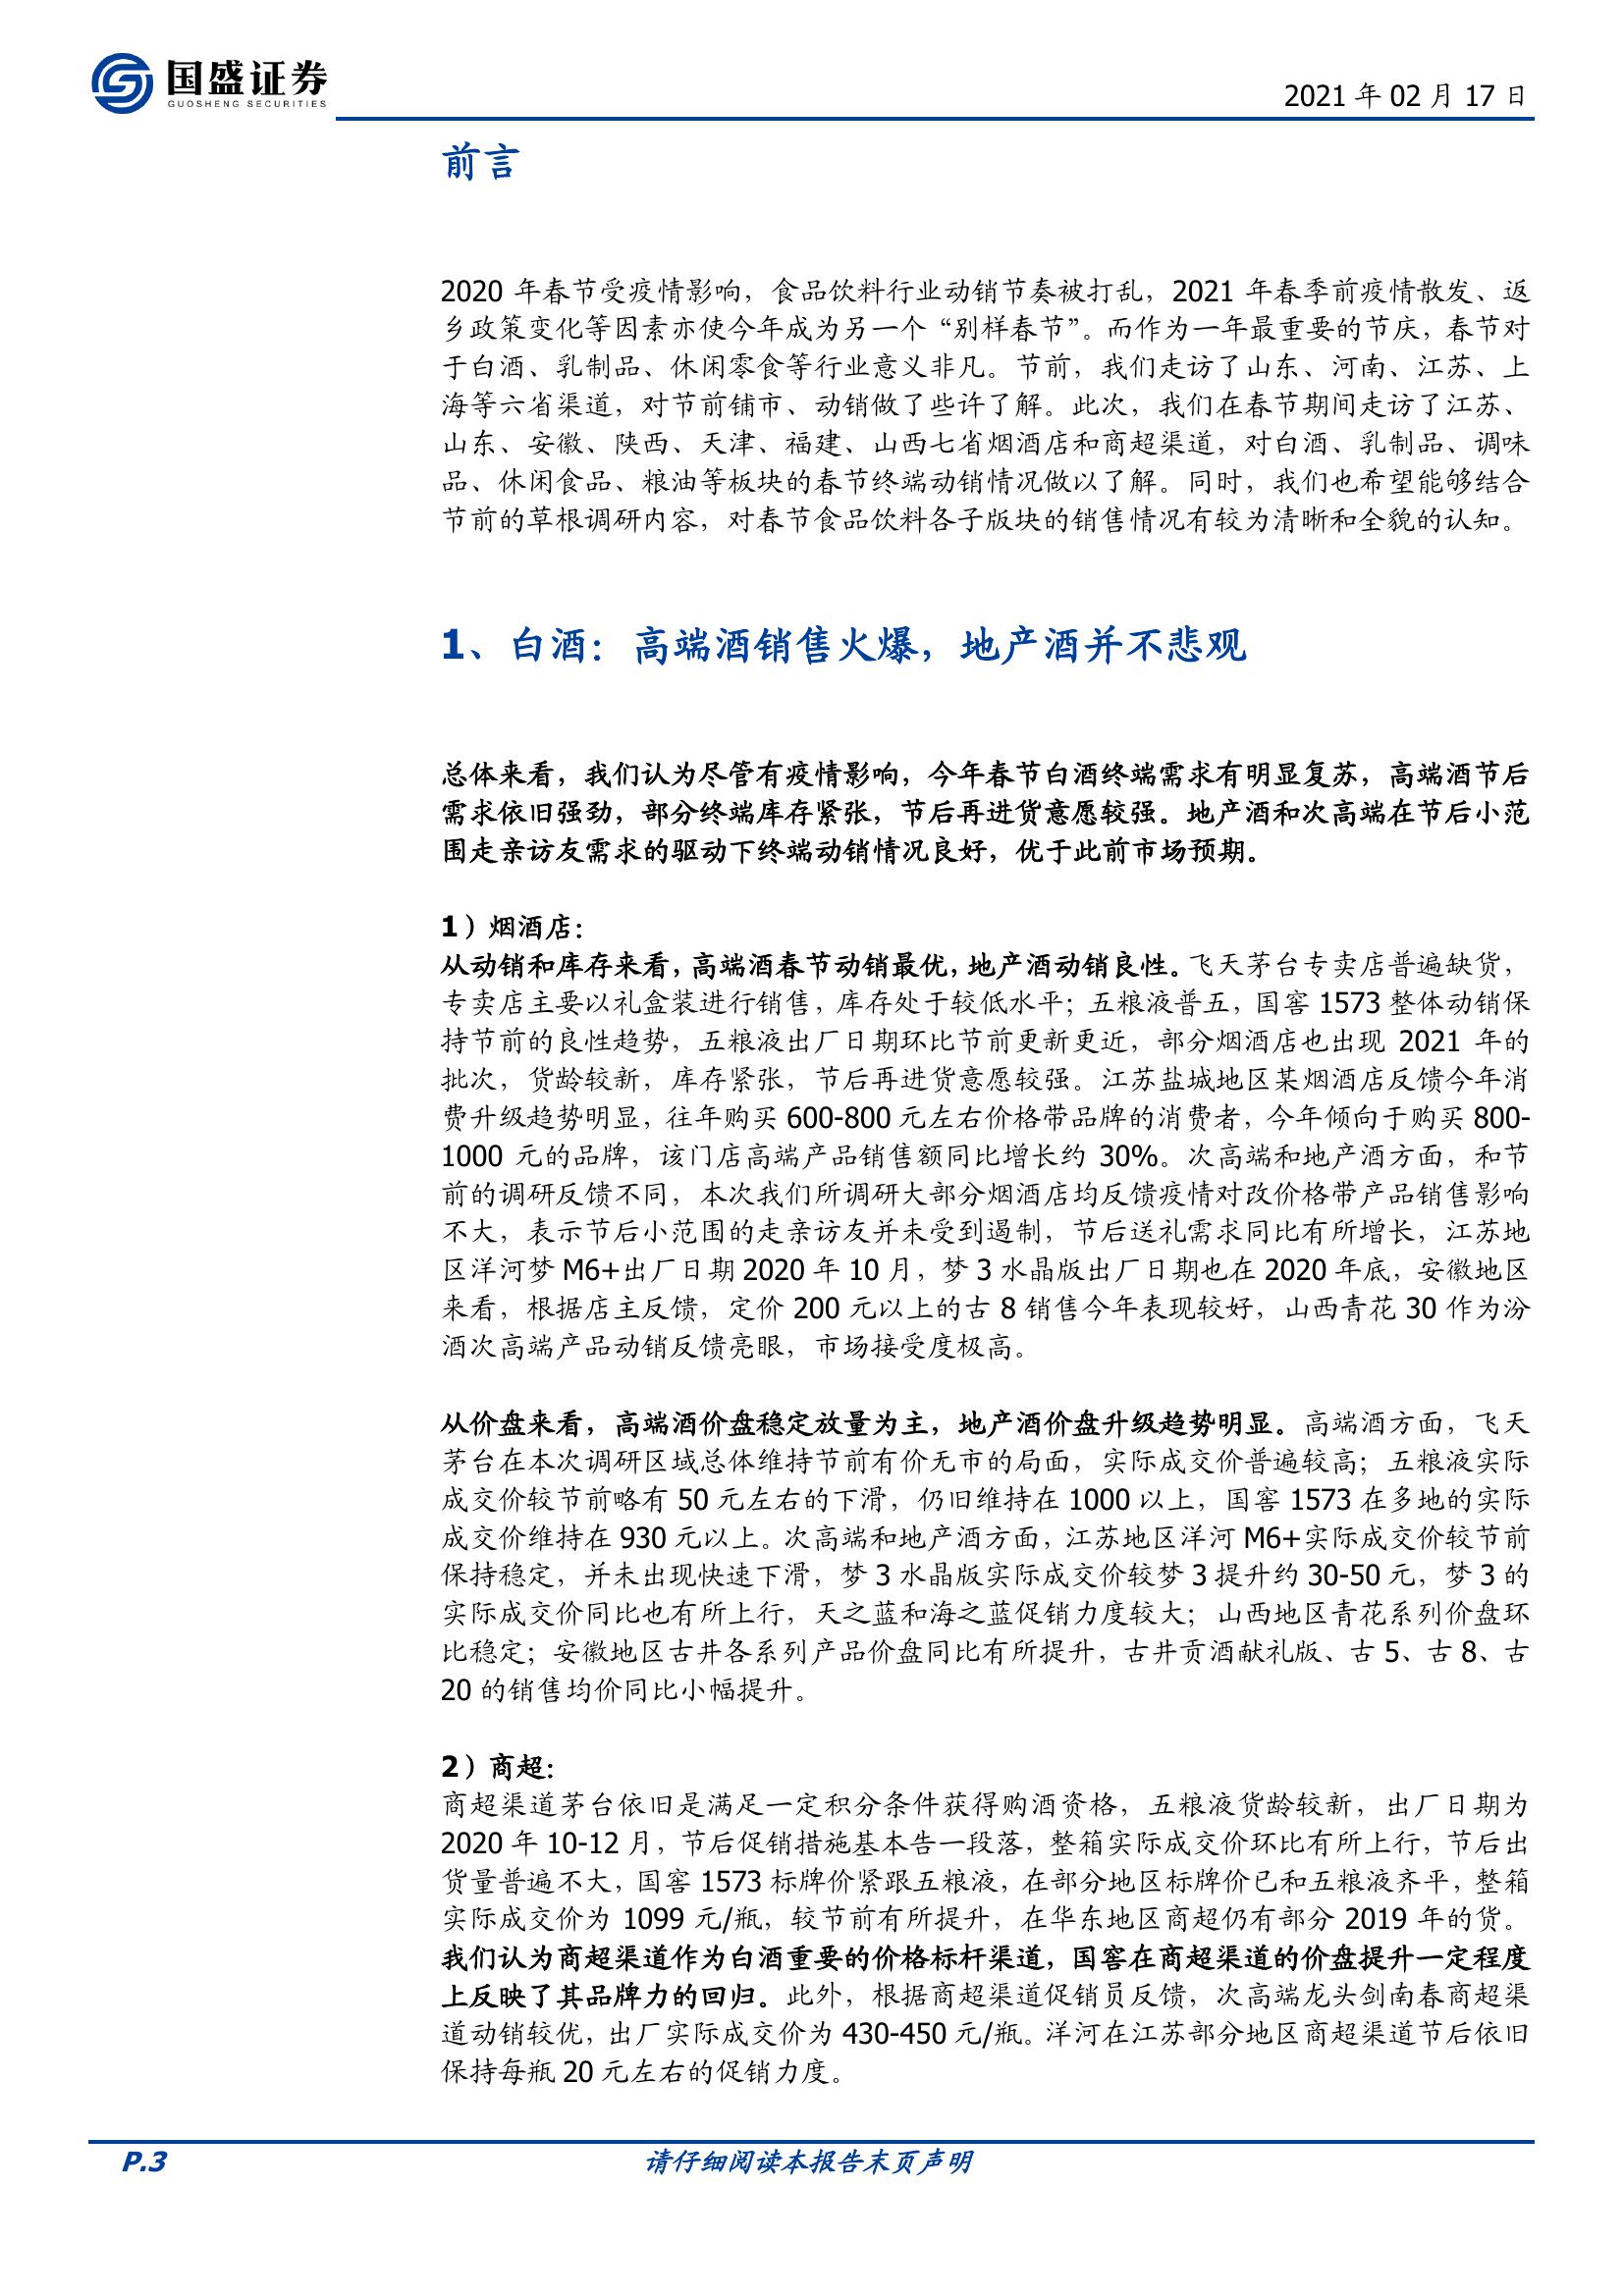 国盛证券
GUOSHENG SECURITIES
2021 年 02 月 17 日
前言
2020 年春节受疫情影响，食品饮料行业动销节奏被打乱，2021 年春季前疫情散发、返
乡政策变化等因素亦使今年成为另一个“别样春节”。而作为一年最重要的节庆，春节对
于白酒、乳制品、休闲零食等行业意义非凡。节前，我们走访了山东、河南、江苏、上
海等六省渠道，对节前铺市、动销做了些许了解。此次，我们在春节期间走访了江苏、
山东、安徽、陕西、天津、福建、山西七省烟酒店和商超渠道，对白酒、乳制品、调味
品、休闲食品、粮油等板块的春节终端动销情况做以了解。同时，我们也希望能够结合
节前的草根调研内容，对春节食品饮料各子版块的销售情况有较为清晰和全貌的认知。
1、白酒：高端酒销售火爆，地产酒并不悲观
总体来看，我们认为尽管有疫情影响，今年春节白酒终端需求有明显复苏，高端酒节后
需求依旧强劲，部分终端库存紧张，节后再进货意愿较强。地产酒和次高端在节后小范
围走亲访友需求的驱动下终端动销情况良好，优于此前市场预期。
1）烟酒店：
从动销和库存来看，高端酒春节动销最优，地产酒动销良性。飞天茅台专卖店普遍缺货，
专卖店主要以礼盒装进行销售，库存处于较低水平；五粮液普五，国窖 1573 整体动销保
持节前的良性趋势，五粮液出厂日期环比节前更新更近，部分烟酒店也出现 2021 年的
批次，货龄较新，库存紧张，节后再进货意愿较强。江苏盐城地区某烟酒店反馈今年消
费升级趋势明显，往年购买 600-800 元左右价格带品牌的消费者，今年倾向于购买 800-
1000 元的品牌，该门店高端产品销售额同比增长约 30%。次高端和地产酒方面，和节
前的调研反馈不同，本次我们所调研大部分烟酒店均反馈疫情对改价格带产品销售影响
不大，表示节后小范围的走亲访友并未受到遏制，节后送礼需求同比有所增长，江苏地
区洋河梦 M6+出厂日期 2020 年 10 月，梦 3 水晶版出厂日期也在 2020 年底，安徽地区
来看，根据店主反馈，定价 200 元以上的古 8 销售今年表现较好，山西青花 30 作为汾
酒次高端产品动销反馈亮眼，市场接受度极高。
从价盘来看，高端酒价盘稳定放量为主，地产酒价盘升级趋势明显。高端酒方面，飞天
茅台在本次调研区域总体维持节前有价无市的局面，实际成交价普遍较高；五粮液实际
成交价较节前略有 50 元左右的下滑，仍旧维持在 1000 以上，国窖 1573 在多地的实际
成交价维持在 930 元以上。次高端和地产酒方面，江苏地区洋河 M6+实际成交价较节前
保持稳定，并未出现快速下滑，梦 3 水晶版实际成交价较梦 3 提升约 30-50 元，梦 3 的
实际成交价同比也有所上行，天之蓝和海之蓝促销力度较大；山西地区青花系列价盘环
比稳定；安徽地区古井各系列产品价盘同比有所提升，古井贡酒献礼版、古 5、古 8、古
20 的销售均价同比小幅提升。
2）商超：
商超渠道茅台依旧是满足一定积分条件获得购酒资格，五粮液货龄较新，出厂日期为
2020 年 10-12 月，节后促销措施基本告一段落，整箱实际成交价环比有所上行，节后出
货量普遍不大，国窖 1573 标牌价紧跟五粮液，在部分地区标牌价已和五粮液齐平，整箱
实际成交价为 1099 元/瓶，较节前有所提升，在华东地区商超仍有部分 2019 年的货。
我们认为商超渠道作为白酒重要的价格标杆渠道，国窖在商超渠道的价盘提升一定程度
上反映了其品牌力的回归。此外，根据商超渠道促销员反馈，次高端龙头剑南春商超渠
道动销较优，出厂实际成交价为 430-450 元/瓶。洋河在江苏部分地区商超渠道节后依旧
保持每瓶 20 元左右的促销力度。
P.3
请仔细阅读本报告末页声明